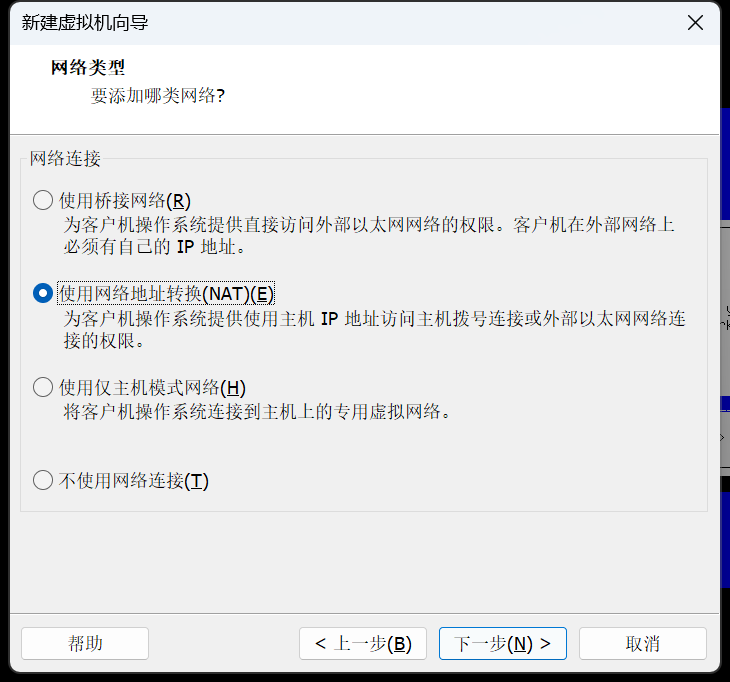 新建虚拟机向导
网络类型
要添加哪类网络?
网络连接
使用桥接网络(R)
为客户机操作系统提供直接访问外部以太网网络的权限。客户机在外部网络上
必须有自己的 IP 地址。
使用网络地址转换(NAT)(E)
为客户机操作系统提供使用主机 IP 地址访问主机拨号连接或外部以太网网络连
接的权限。
使用仅主机模式网络(H)
将客户机操作系统连接到主机上的专用虚拟网络。
不使用网络连接(T)
帮助
< 上一步(B)
下一步(N) >
取消